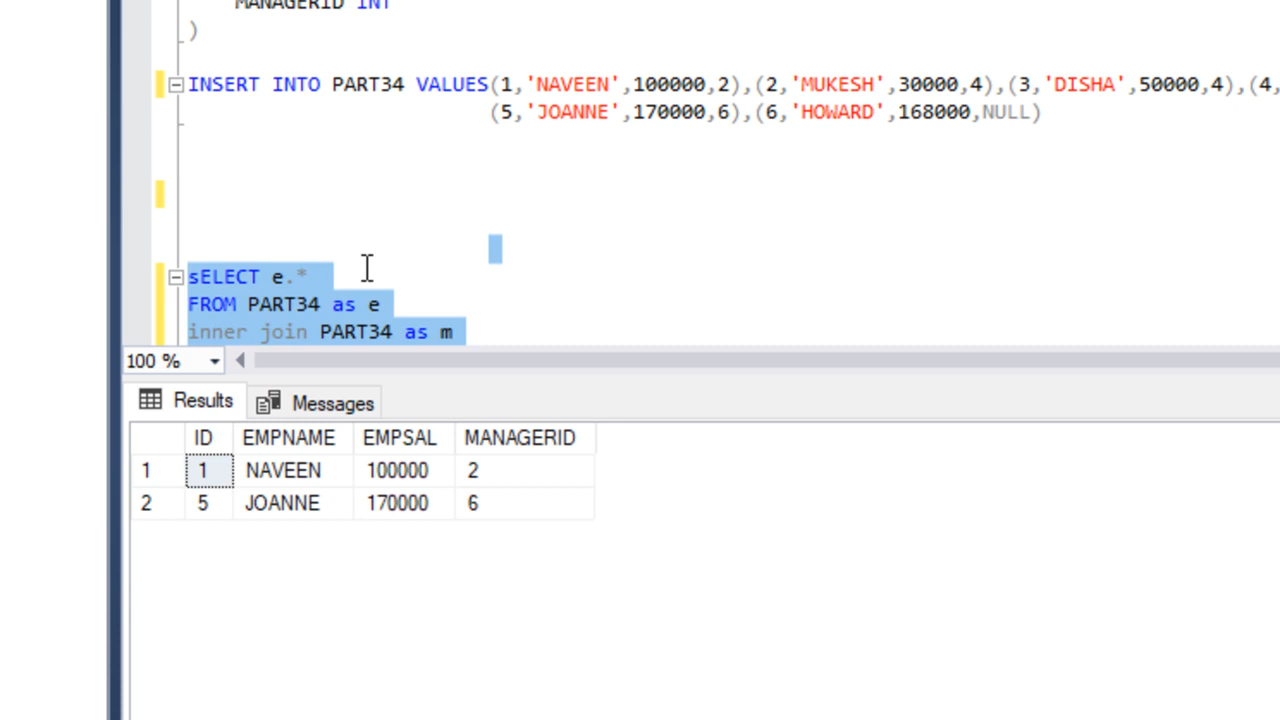 MANAGERID INT
)
INSERT INTO PART34 VALUES(1,'NAVEEN',100000,2),(2,'MUKESH',30000,4),(3,'DISHA',50000,4),(4,
(5,'JOANNE',170000,6),(6,'HOWARD',168000,NULL)
sELECT e.*
FROM PART34 as e
inner join PART34 as m
100 %
Results Messages
ID EMPNAME EMPSAL MANAGERID
1 1 NAVEEN 100000 2
2 5 JOANNE 170000 6